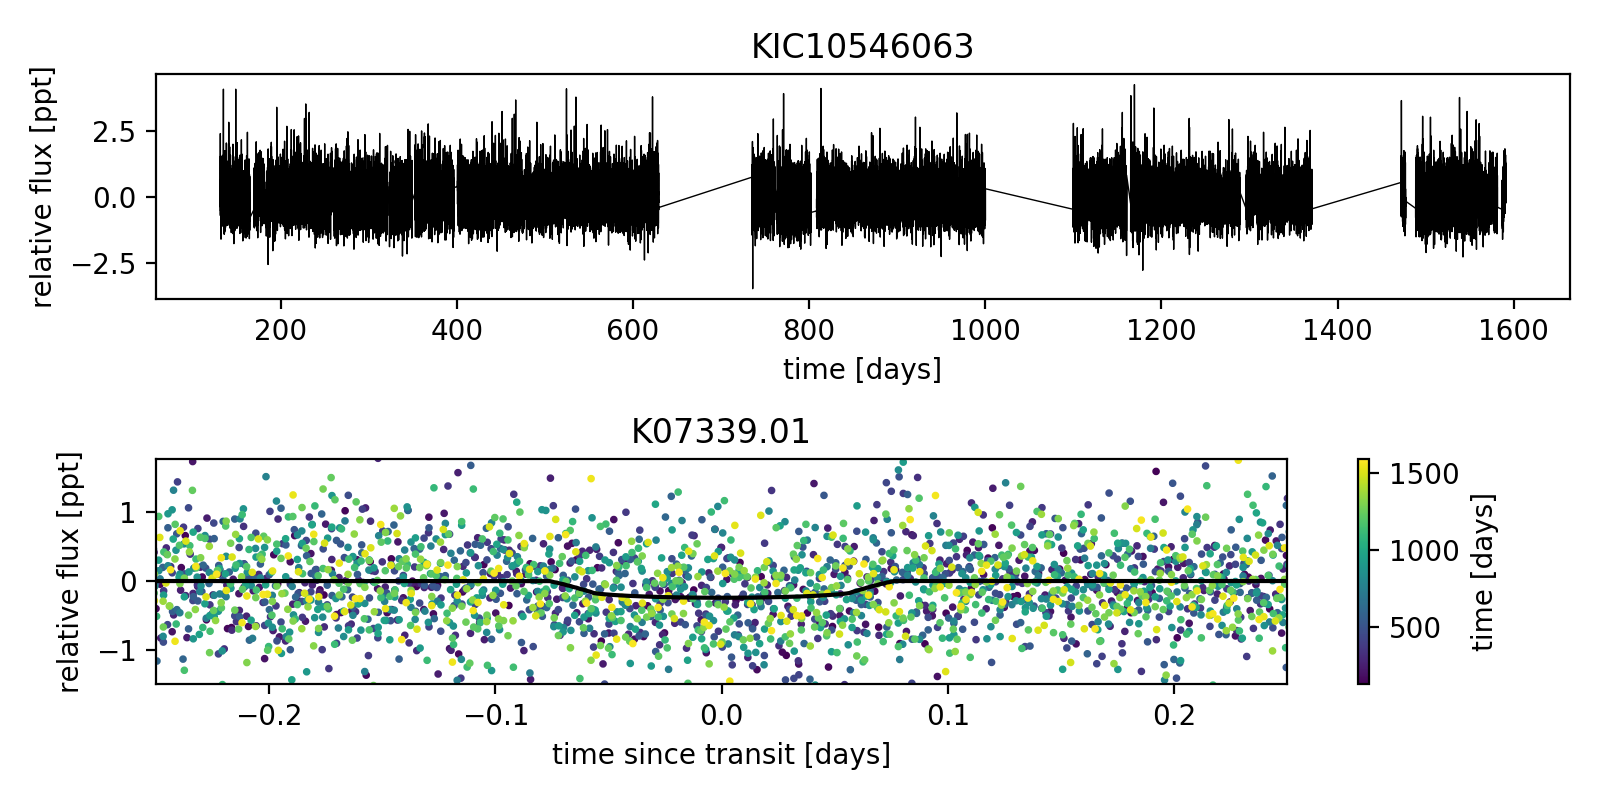 KIC10546063
relative flux [ppt]
2.5
0.0
−2.5
200 400 600 800 1000 1200 1400 1600
time [days]
K07339.01
relative flux [ppt]
1
0
−1
−0.2 −0.1 0.0 0.1 0.2
time since transit [days]
1500
1000
500
time [days]